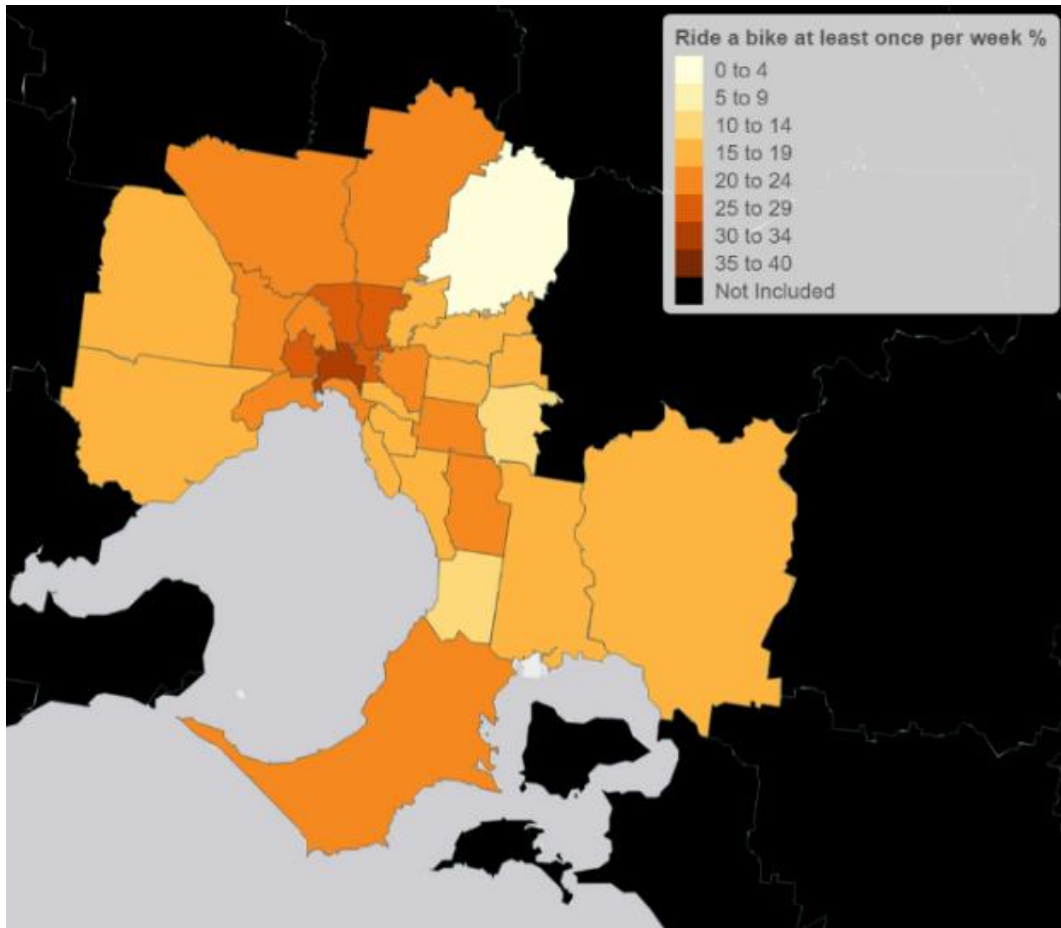 Ride a bike at least once per week %
0 to 4
5 to 9
10 to 14
15 to 19
20 to 24
25 to 29
30 to 34
35 to 40
Not Included